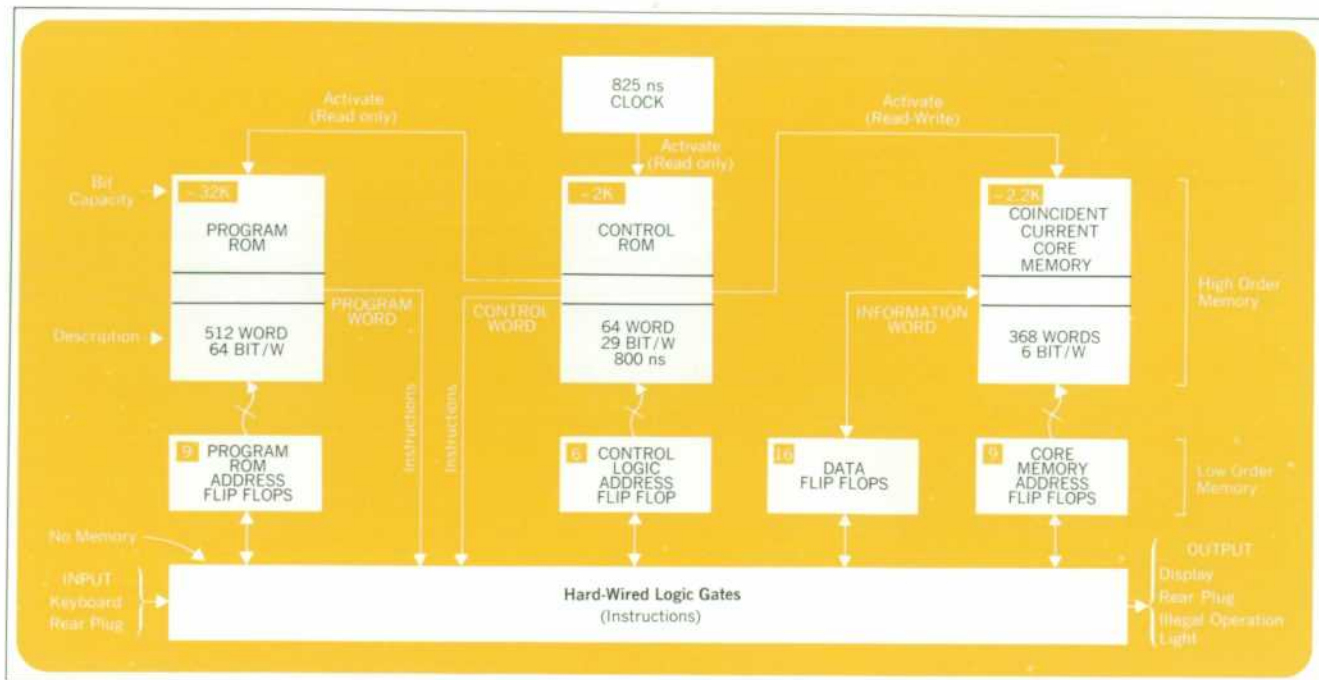 825 ns
CLOCK
Activate
(Read only)
Activate
(Read-Write)
Activate
(Read only)
Bit
Capacity
~ 32K
PROGRAM
ROM
~2K
CONTROL
ROM
~2.2K
COINCIDENT
CURRENT
CORE
MEMORY
High Order
Memory
PROGRAM
WORD
CONTROL
WORD
INFORMATION
WORD
Description
512 WORD
64 BIT/W
64 WORD
29 BIT/W
800 ns
368 WORDS
6 BIT/W
Instructions
Instructions
9
PROGRAM
ROM
ADDRESS
FLIP FLOPS
6
CONTROL
LOGIC
ADDRESS
FLIP FLOP
16
DATA
FLIP FLOPS
9
CORE
MEMORY
ADDRESS
FLIP FLOPS
Low Order
Memory
No Memory
INPUT
Keyboard
Rear Plug
Hard-Wired Logic Gates
(Instructions)
OUTPUT
Display
Rear Plug
Illegal Operation
Light